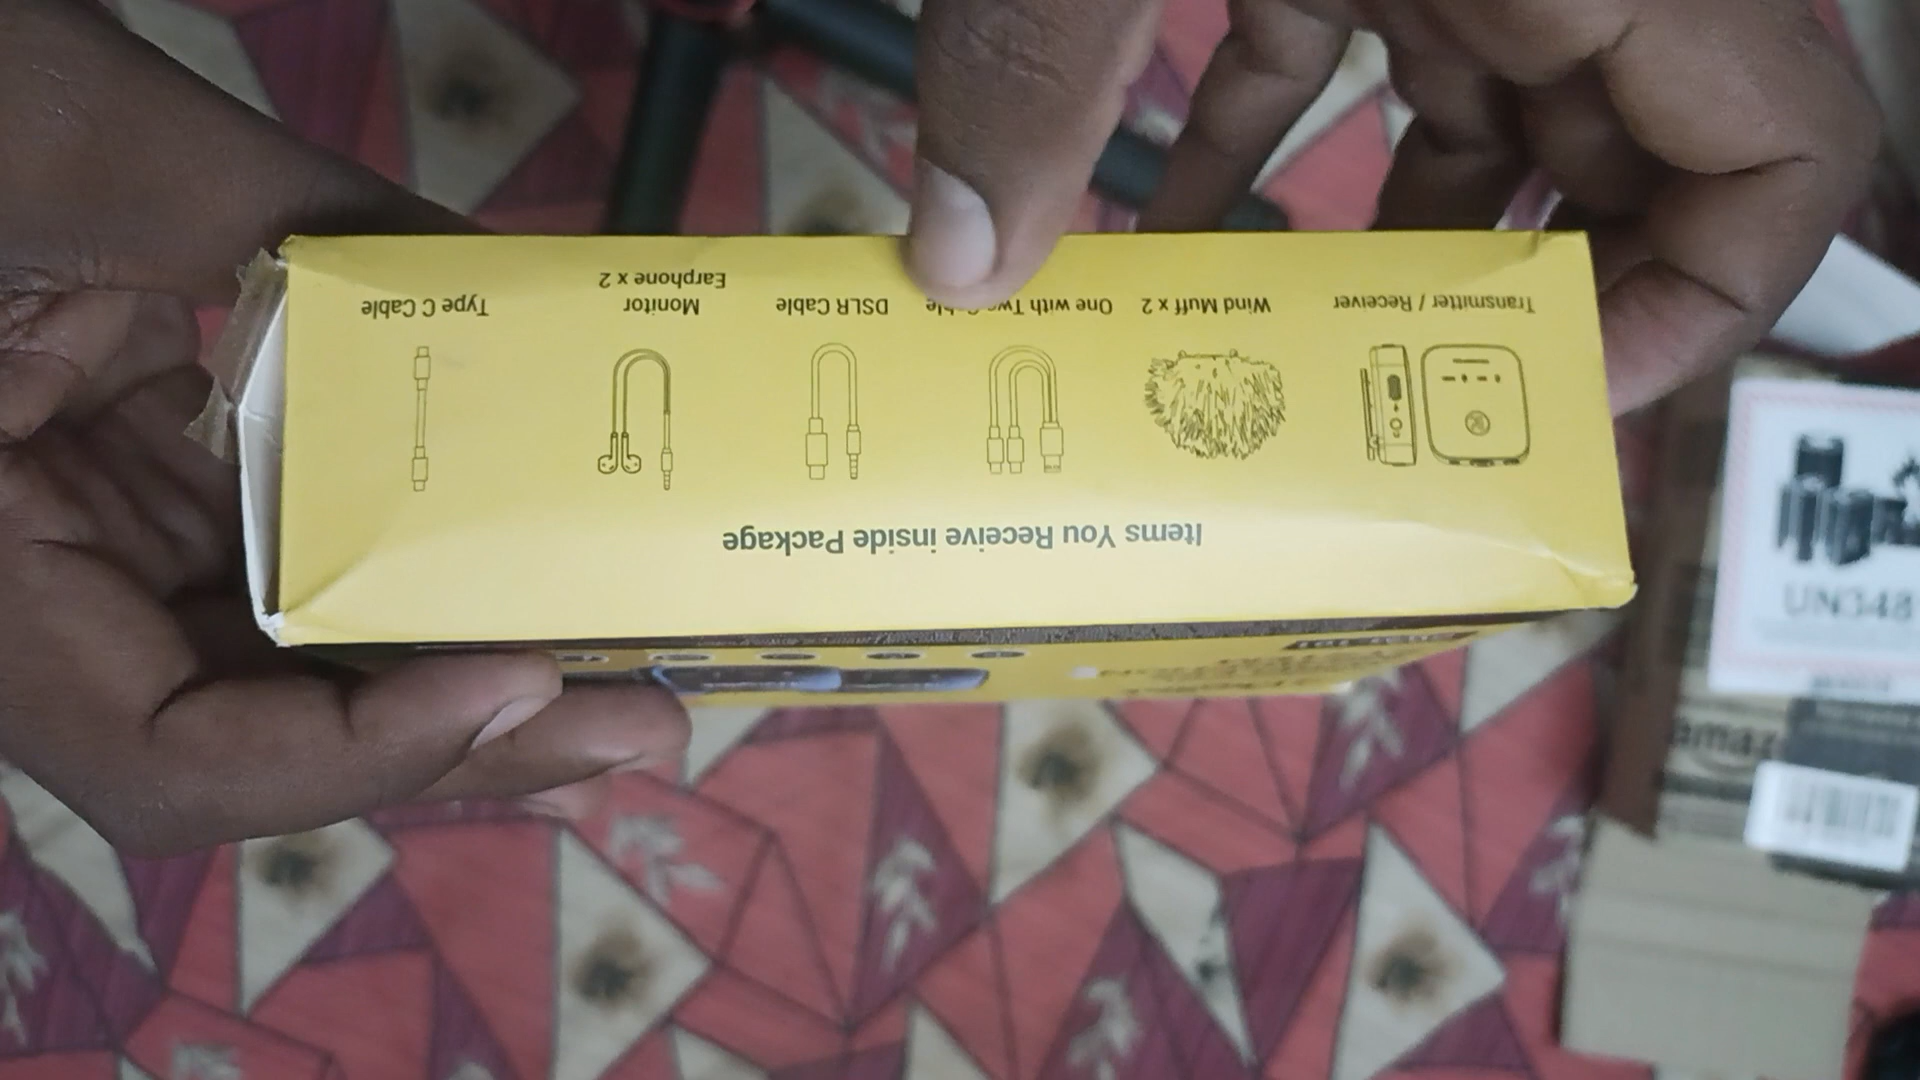 Items You Receive inside Package
Transmitter / Receiver
Wind Muff x 2
One with Two
DSLR Cable
Monitor
Earphone x 2
Type C Cable
UN348
amaz